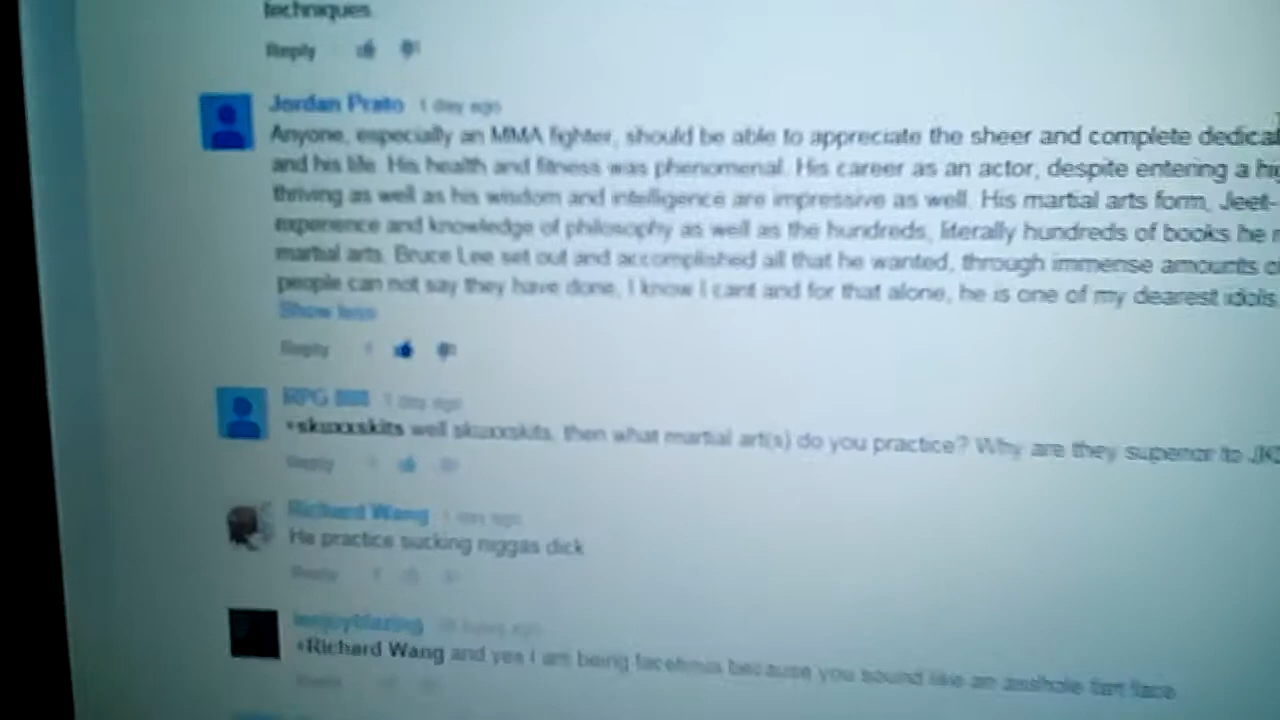 techniques
Reply
Jordan Prato 1 day ago
Anyone, especially an MMA fighter, should be able to appreciate the sheer and complete dedicat
and his life. His health and fitness was phenomenal. His career as an actor, despite entering a hi
thriving as well as his wisdom and intelligence are impressive as well. His martial arts form, Jeet-
experience and knowledge of philosophy as well as the hundreds, literally hundreds of books he
martial arts. Bruce Lee set out and accomplished all that he wanted, through immense amounts o
people can not say they have done, I know I cant and for that alone, he is one of my dearest idols
Show less
Reply
RPG 1 day ago
+skuxxskits well skuxxskits, then what martial art(s) do you practice? Why are they superior to JK
Reply
Richard Wang 1 day ago
He practice sucking niggas dick
Reply
ienjoyblazing hours ago
+Richard Wang and yes I am being facetious because you sound like an asshole fart face
Reply